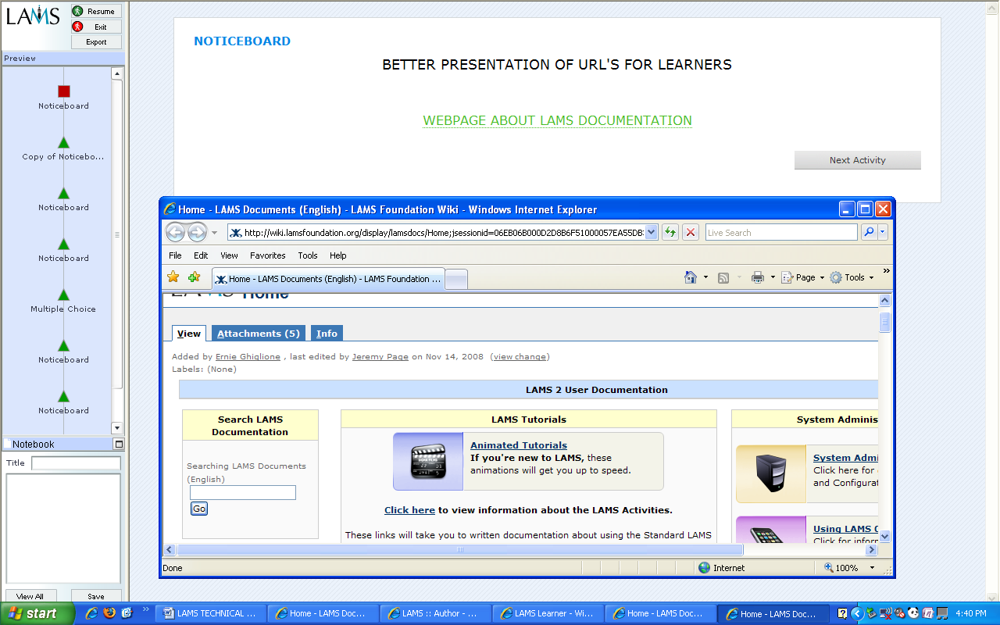 LAMS
Resume
Exit
Export
Preview
Noticeboard
Copy of Noticebo...
Noticeboard
Noticeboard
Multiple Choice
Noticeboard
Noticeboard
Notebook
Title
View All
Save
NOTICEBOARD
BETTER PRESENTATION OF URL'S FOR LEARNERS
WEBPAGE ABOUT LAMS DOCUMENTATION
Next Activity
Home - LAMS Documents (English) - LAMS Foundation Wiki - Windows Internet Explorer
http://wiki.lamsfoundation.org/display/lamsdocs/Home;jsessionid=06EB06B000D2D8B6F51000057EA55DB
Live Search
File Edit View Favorites Tools Help
Home - LAMS Documents (English) - LAMS Foundation ...
Page Tools
LAMS Home
View Attachments (5) Info
Added by Ernie Ghiglione , last edited by Jeremy Page on Nov 14, 2008 (view change)
Labels: (None)
LAMS 2 User Documentation
Search LAMS
Documentation
Searching LAMS Documents
(English)
Go
LAMS Tutorials
Animated Tutorials
If you're new to LAMS, these
animations will get you up to speed.
Click here to view information about the LAMS Activities.
These links will take you to written documentation about using the Standard LAMS
System Adminis
System Admi
Click here for
and Configurat
Using LAMS
Click for inforn
Done
Internet
100%
start
LAMS TECHNICAL ...
Home - LAMS Doc...
LAMS :: Author - ...
LAMS Learner - Wi...
Home - LAMS Doc...
Home - LAMS Doc...
4:40 PM